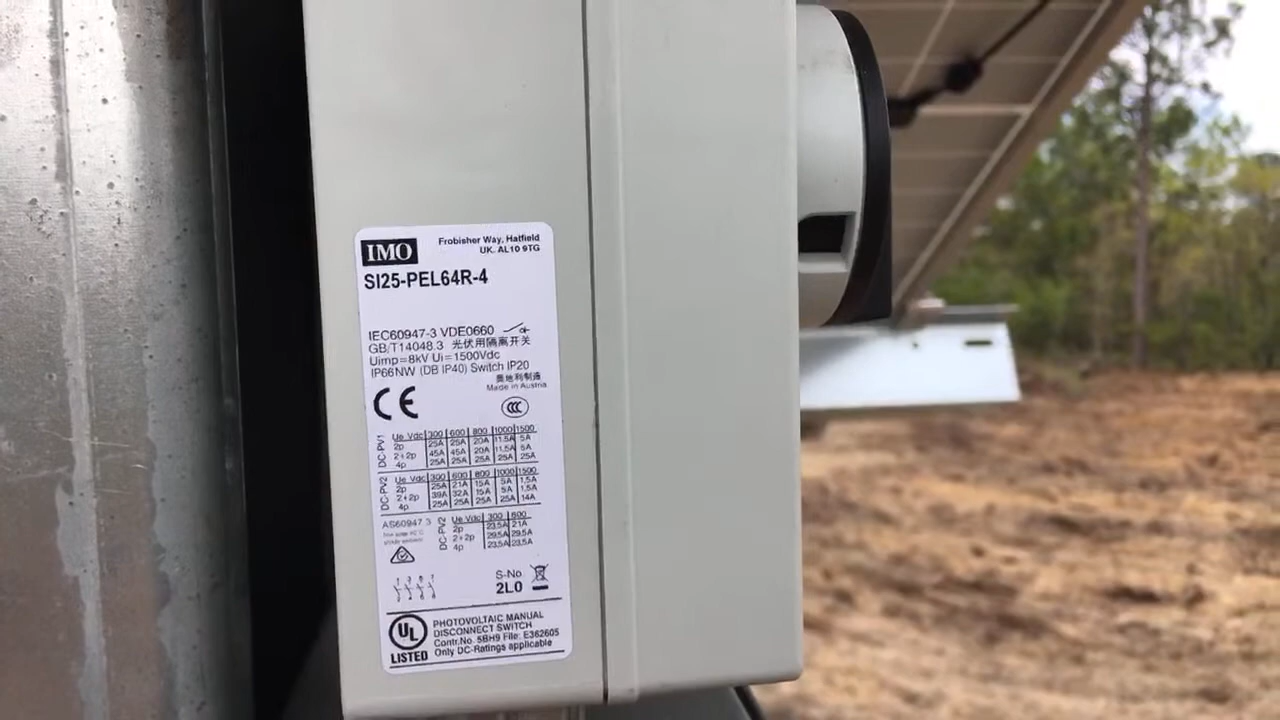 IMO
Frobisher Way, Hatfield
UK. AL10 9TG
SI25-PEL64R-4
IEC60947-3 VDE0660
GB/T14048.3 光伏用隔离开关
Uimp=8kV Ui=1500Vdc
IP66NW (DB IP40) Switch IP20
奥地利制造
Made in Austria
CE
CCC
DC-PV1
Ue Vdc 300 600 800 1000 1500
2p 25A 25A 20A 11.5A 5A
2+2p 45A 45A 20A 11.5A 5A
4p 25A 25A 25A 25A 25A
DC-PV2
Ue Vdc 300 600 800 1000 1500
2p 25A 21A 15A 5A 1.5A
2+2p 39A 32A 15A 5A 1.5A
4p 25A 25A 25A 25A 14A
AS60947.3
DC-PV2
Ue Vdc 300 600
2p 23.5A 21A
2+2p 29.5A 29.5A
4p 23.5A 23.5A
S-No
2L0
UL
LISTED
PHOTOVOLTAIC MANUAL
DISCONNECT SWITCH
Contr.No. 5BH9 File: E362605
Only DC-Ratings applicable